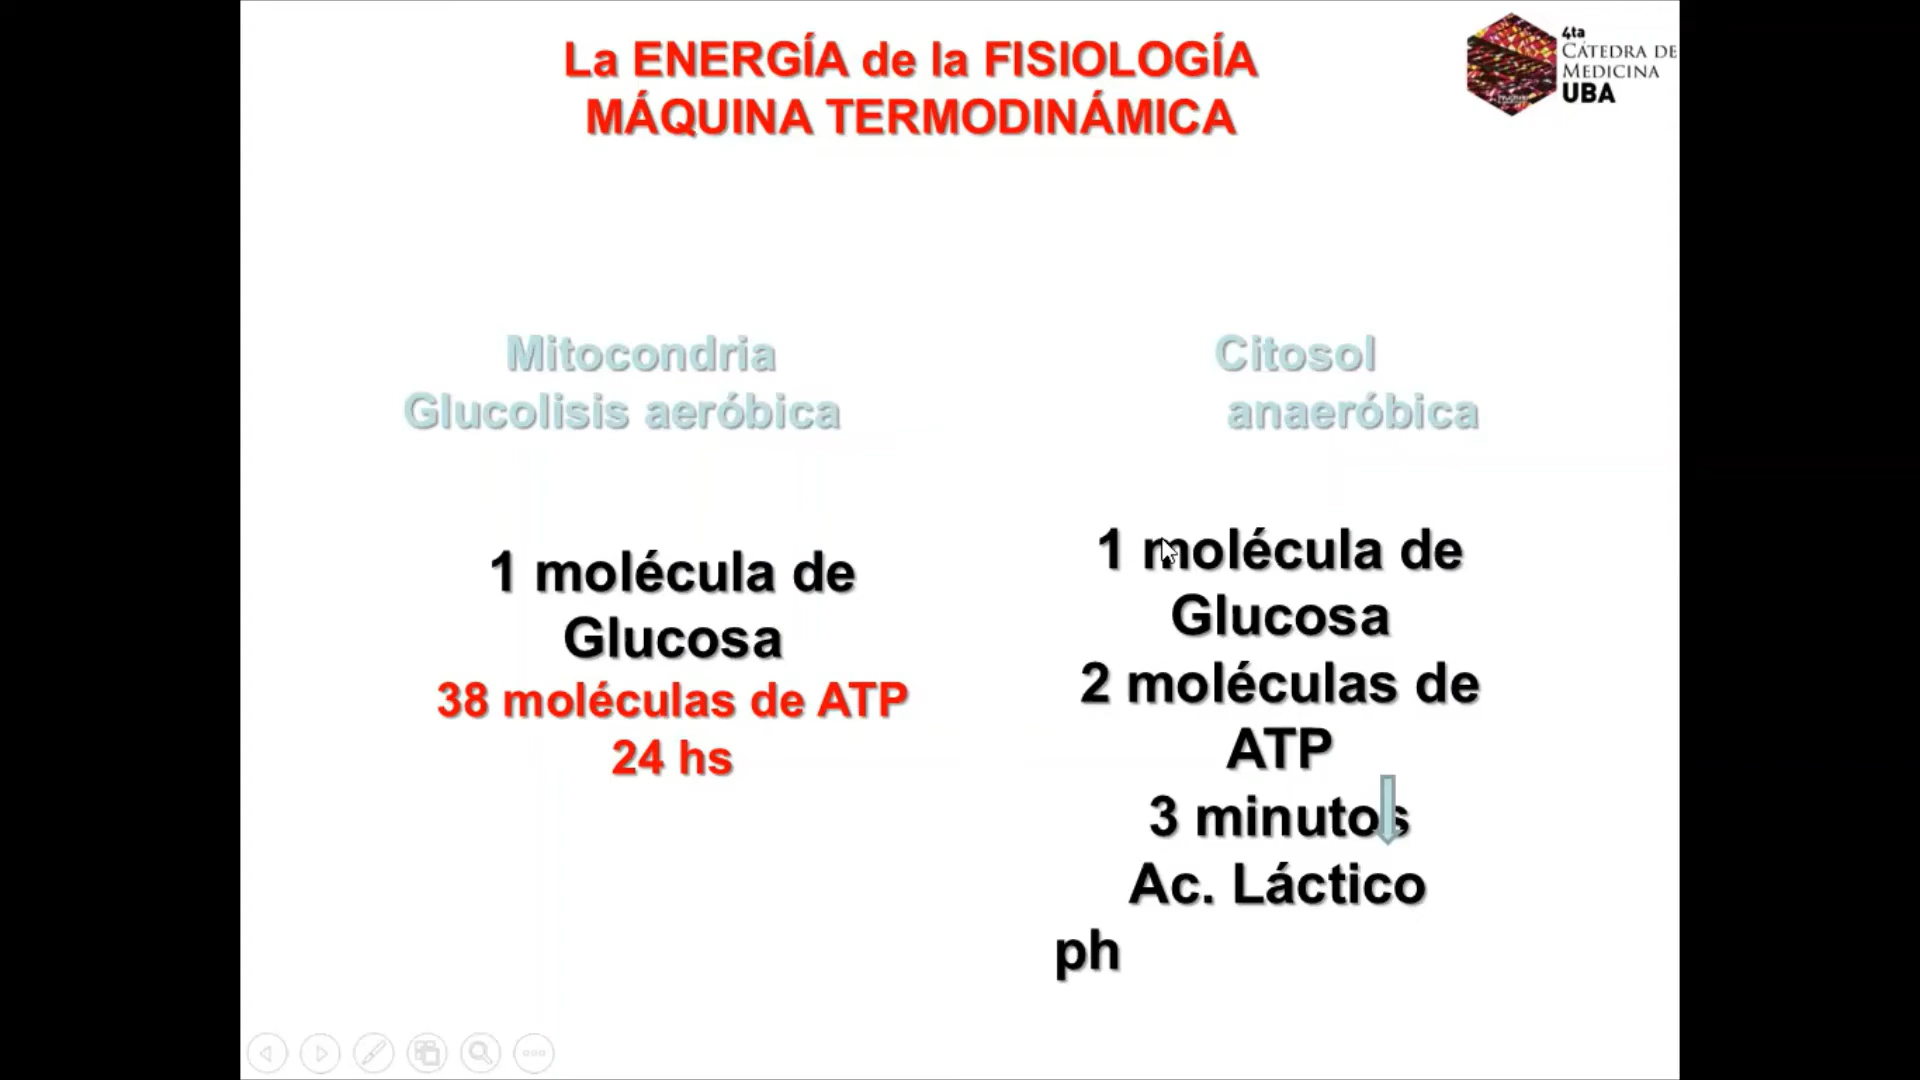 La ENERGÍA de la FISIOLOGÍA
MÁQUINA TERMODINÁMICA
4ta
CÁTEDRA DE
MEDICINA
UBA
Mitocondria
Glucolisis aeróbica
1 molécula de
Glucosa
38 moléculas de ATP
24 hs
Citosol
anaeróbica
1 molécula de
Glucosa
2 moléculas de
ATP
3 minutos
Ac. Láctico
ph